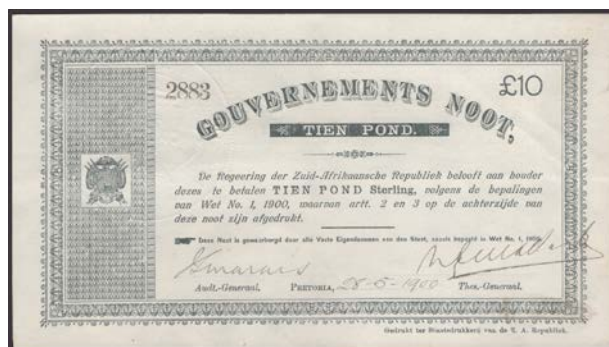 2883 £10
GOUVERNEMENTS NOOT,
TIEN POND.
De Regeering der Zuid-Afrikaansche Republiek belooft aan houder
dezes te betalen TIEN POND Sterling, volgens de bepalingen
van Wet No. 1, 1900, waarvan artt. 2 en 3 op de achterzijde van
deze noot zijn afgedrukt.
Deze Noot is gewaarborgd door alle Vaste Eigendommen van den Staat, zooals bepaald in Wet No. 1, 1900.
Audt.-Generaal. PRETORIA, 28-5-1900 Thes.-Generaal.
Gedrukt ter Staatsdrukkerij van de Z. A. Republiek.